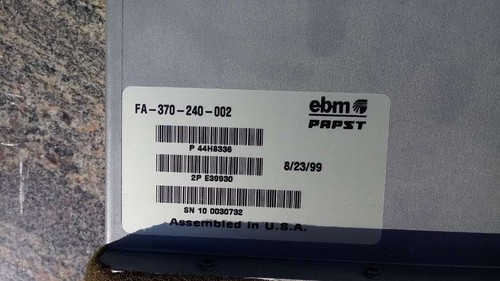 FA-370-240-002
ebm
PAPST
P 44H8336
8/23/99
2P E39930
SN 10 0030732
Assembled in U.S.A.